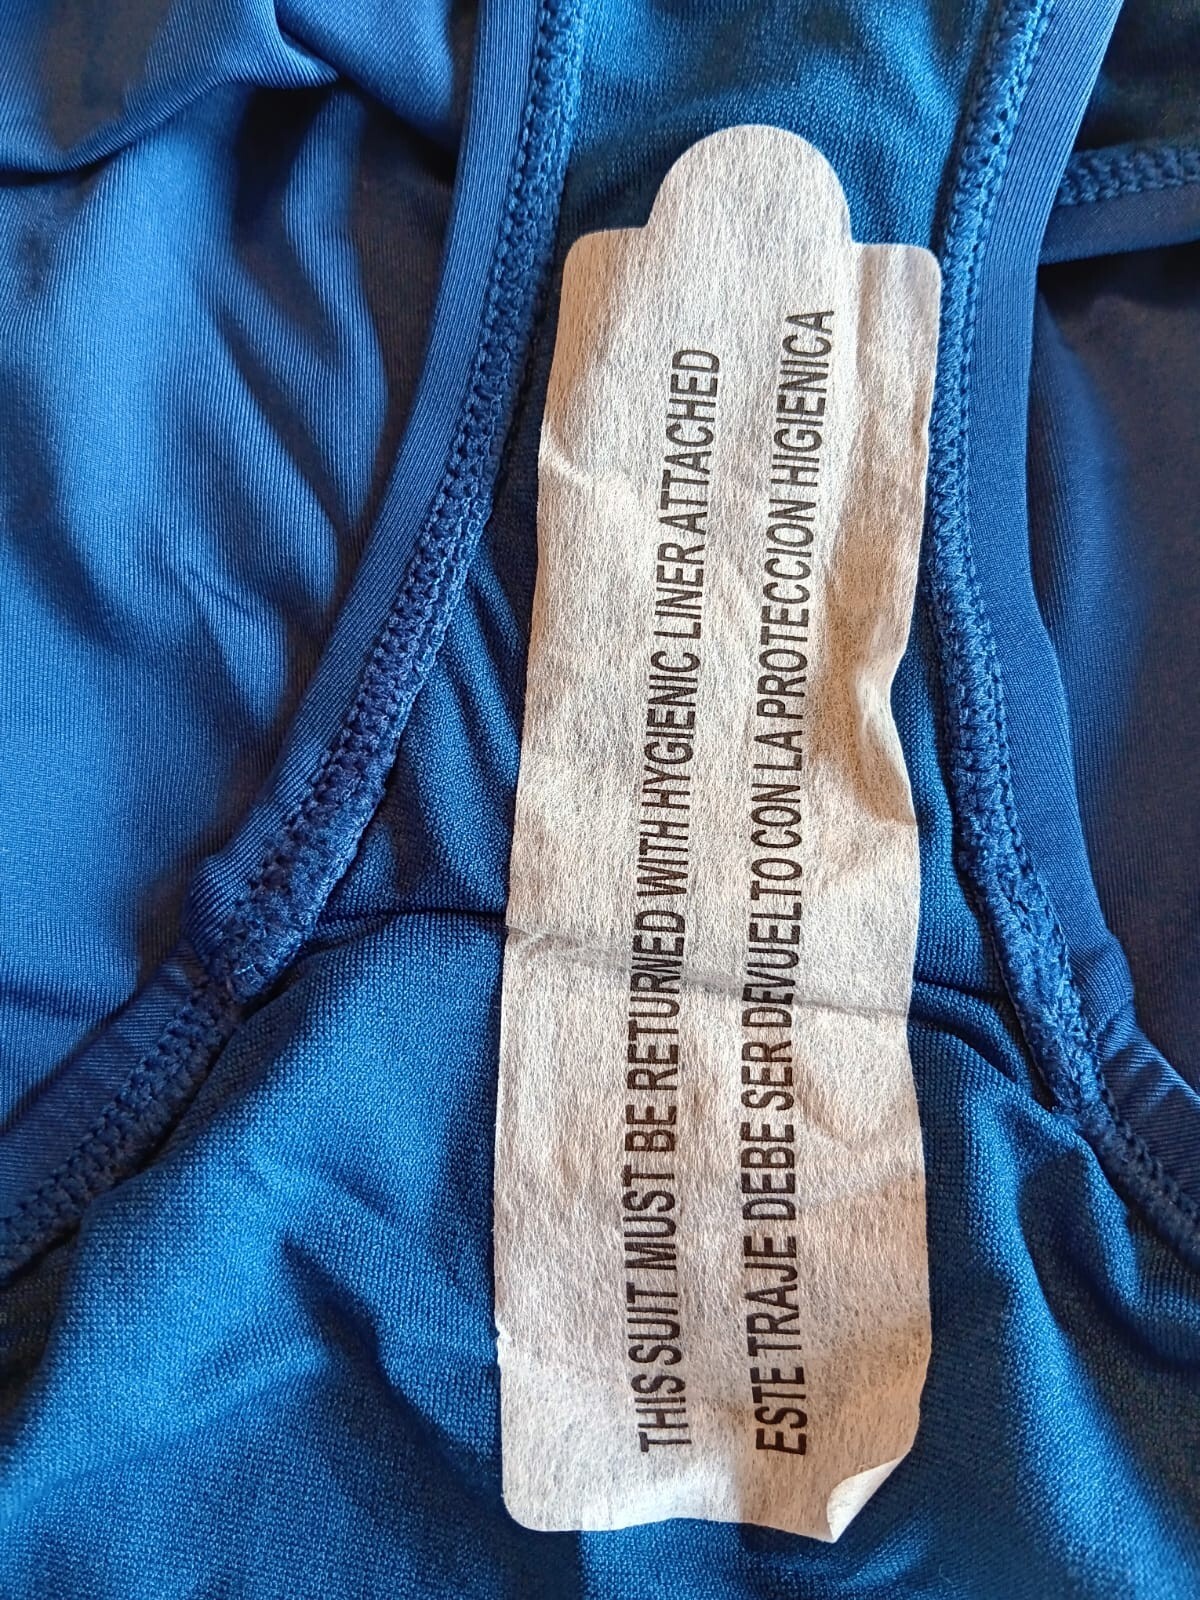 THIS SUIT MUST BE RETURNED WITH HYGIENIC LINER ATTACHED
ESTE TRAJE DEBE SER DEVUELTO CON LA PROTECCION HIGIENICA